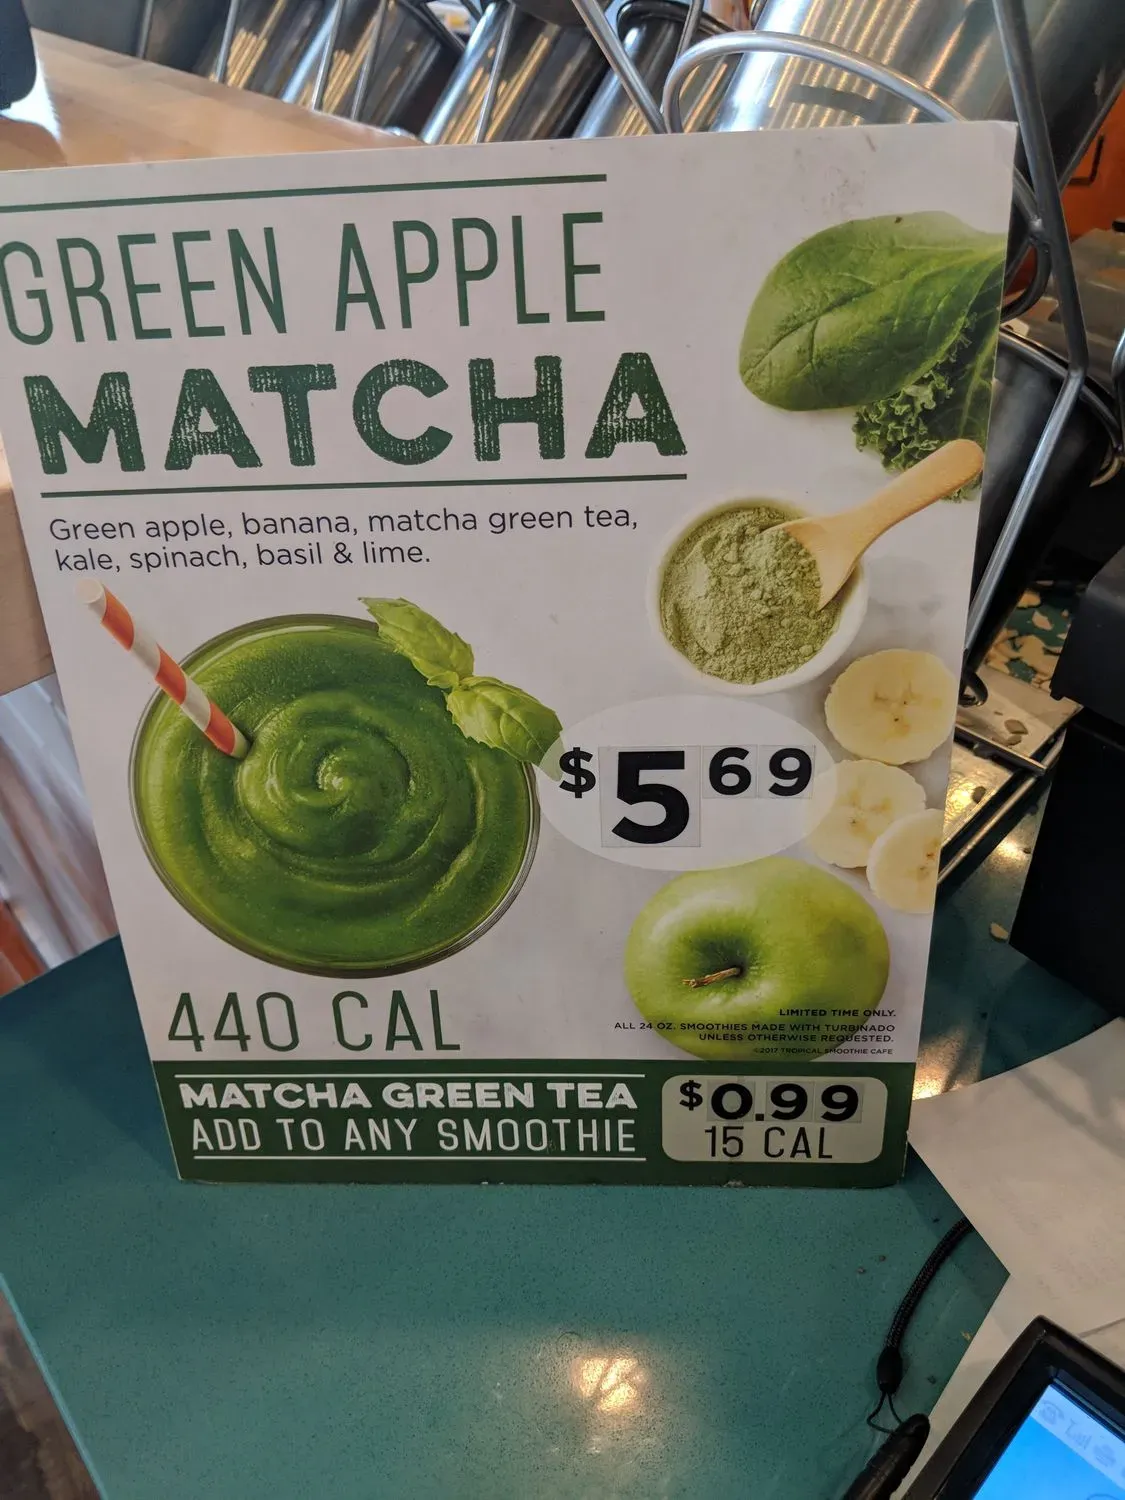 GREEN APPLE
MATCHA
Green apple, banana, matcha green tea,
kale, spinach, basil & lime.
$5 69
440 CAL
LIMITED TIME ONLY.
ALL 24 OZ. SMOOTHIES MADE WITH TURBINADO
UNLESS OTHERWISE REQUESTED.
©2017 TROPICAL SMOOTHIE CAFE
MATCHA GREEN TEA
ADD TO ANY SMOOTHIE
$0.99
15 CAL